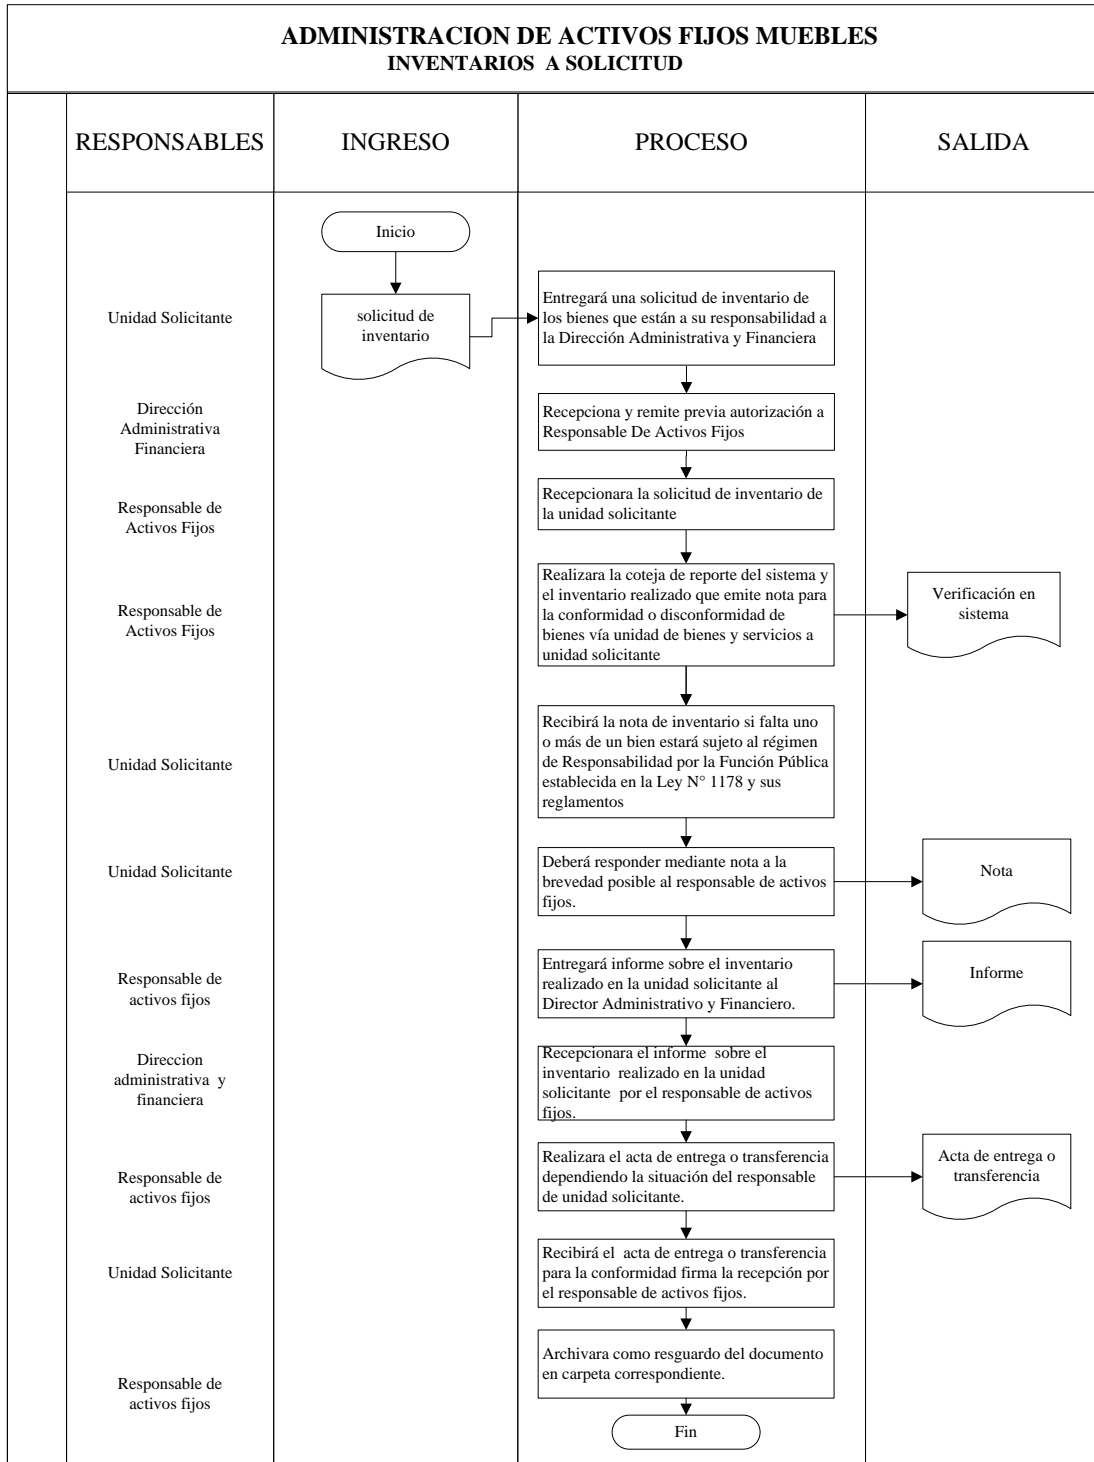 ADMINISTRACION DE ACTIVOS FIJOS MUEBLES
INVENTARIOS A SOLICITUD
RESPONSABLES
INGRESO
PROCESO
SALIDA
Inicio
Unidad Solicitante
solicitud de
inventario
Entregará una solicitud de inventario de
los bienes que están a su responsabilidad a
la Dirección Administrativa y Financiera
Dirección
Administrativa
Financiera
Recepciona y remite previa autorización a
Responsable De Activos Fijos
Responsable de
Activos Fijos
Recepcionara la solicitud de inventario de
la unidad solicitante
Responsable de
Activos Fijos
Realizara la coteja de reporte del sistema y
el inventario realizado que emite nota para
la conformidad o disconformidad de
bienes vía unidad de bienes y servicios a
unidad solicitante
Verificación en
sistema
Unidad Solicitante
Recibirá la nota de inventario si falta uno
o más de un bien estará sujeto al régimen
de Responsabilidad por la Función Pública
establecida en la Ley N° 1178 y sus
reglamentos
Unidad Solicitante
Deberá responder mediante nota a la
brevedad posible al responsable de activos
fijos.
Nota
Responsable de
activos fijos
Entregará informe sobre el inventario
realizado en la unidad solicitante al
Director Administrativo y Financiero.
Informe
Direccion
administrativa y
financiera
Recepcionara el informe sobre el
inventario realizado en la unidad
solicitante por el responsable de activos
fijos.
Responsable de
activos fijos
Realizara el acta de entrega o transferencia
dependiendo la situación del responsable
de unidad solicitante.
Acta de entrega o
transferencia
Unidad Solicitante
Recibirá el acta de entrega o transferencia
para la conformidad firma la recepción por
el responsable de activos fijos.
Responsable de
activos fijos
Archivara como resguardo del documento
en carpeta correspondiente.
Fin